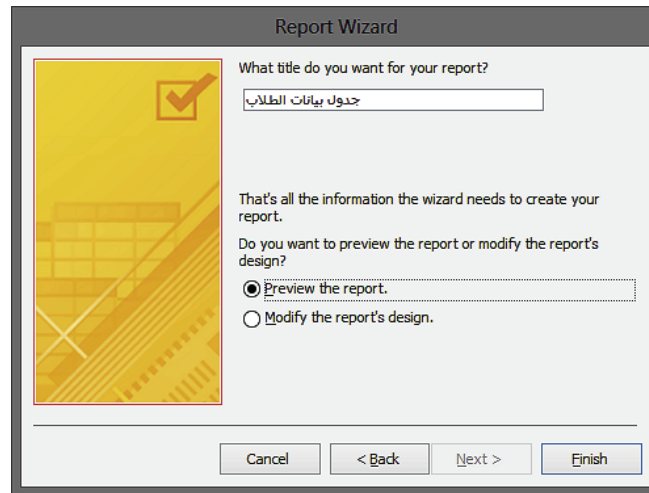 Report Wizard
What title do you want for your report?
جدول بيانات الطلاب
That's all the information the wizard needs to create your
report.
Do you want to preview the report or modify the report's
design?
Preview the report.
Modify the report's design.
Cancel
< Back
Next >
Finish